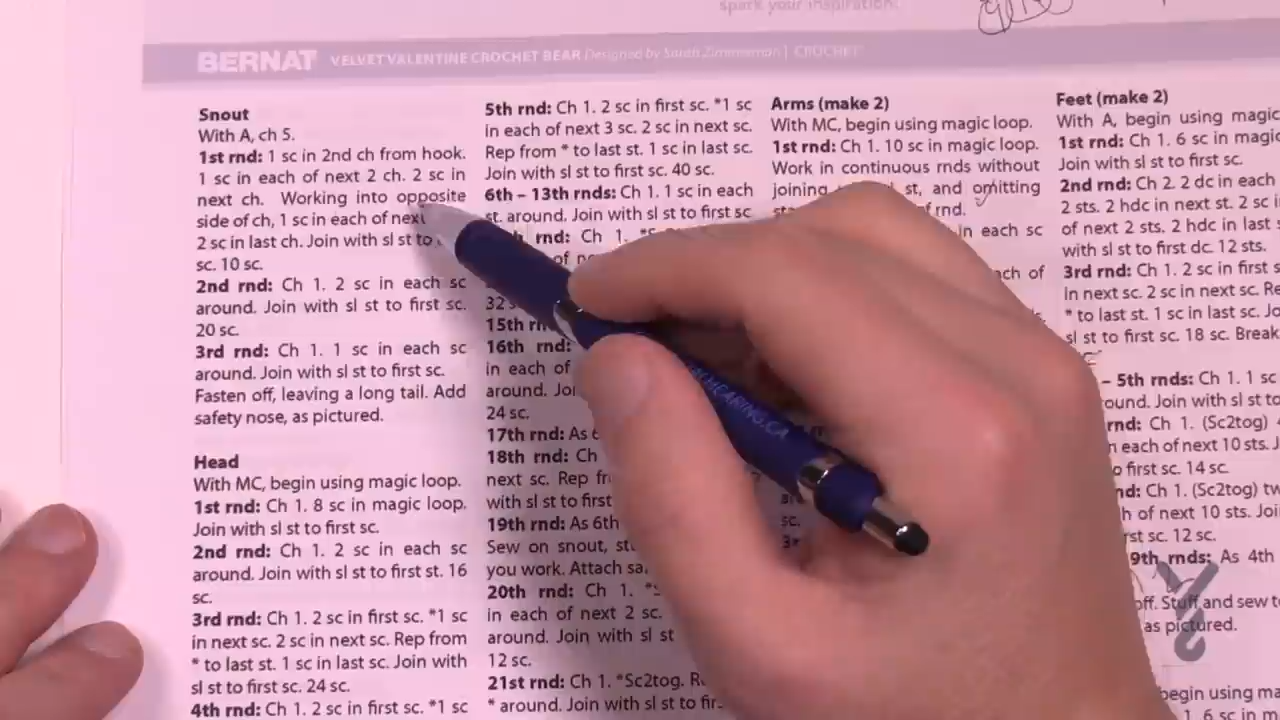 spark your inspiration.
BERNAT VELVET VALENTINE CROCHET BEAR Designed by Sarah Zimmerman | CROCHET
Snout
With A, ch 5.
1st rnd: 1 sc in 2nd ch from hook.
1 sc in each of next 2 ch. 2 sc in
next ch. Working into opposite
side of ch, 1 sc in each of next
2 sc in last ch. Join with sl st to
sc. 10 sc.
2nd rnd: Ch 1. 2 sc in each sc
around. Join with sl st to first sc.
20 sc.
3rd rnd: Ch 1. 1 sc in each sc
around. Join with sl st to first sc.
Fasten off, leaving a long tail. Add
safety nose, as pictured.
Head
With MC, begin using magic loop.
1st rnd: Ch 1. 8 sc in magic loop.
Join with sl st to first sc.
2nd rnd: Ch 1. 2 sc in each sc
around. Join with sl st to first st. 16
sc.
3rd rnd: Ch 1. 2 sc in first sc. *1 sc
in next sc. 2 sc in next sc. Rep from
* to last st. 1 sc in last sc. Join with
sl st to first sc. 24 sc.
4th rnd: Ch 1. 2 sc in first sc. *1 sc
5th rnd: Ch 1. 2 sc in first sc. *1 sc
in each of next 3 sc. 2 sc in next sc.
Rep from * to last st. 1 sc in last sc.
Join with sl st to first sc. 40 sc.
6th – 13th rnds: Ch 1. 1 sc in each
st. around. Join with sl st to first sc
rnd: Ch 1.
of
32
15th
16th rnd:
in each of
around.
24 sc.
17th rnd: As
18th rnd: Ch
next sc. Rep
with sl st to first
19th rnd: As 6th
Sew on snout,
you work. Attach
20th rnd: Ch 1.
in each of next 2 sc.
around. Join with sl st
12 sc.
21st rnd: Ch 1. *Sc2tog.
* around. Join with sl st to
Arms (make 2)
With MC, begin using magic loop.
1st rnd: Ch 1. 10 sc in magic loop.
Work in continuous rnds without
joining st, and omitting
of rnd.
in each sc
each of
sc.
Feet (make 2)
With A, begin using magic
1st rnd: Ch 1. 6 sc in magic
Join with sl st to first sc.
2nd rnd: Ch 2. 2 dc in each
2 sts. 2 hdc in next st. 2 sc
of next 2 sts. 2 hdc in last
with sl st to first dc. 12 sts.
3rd rnd: Ch 1. 2 sc in first
in next sc. 2 sc in next sc.
* to last st. 1 sc in last sc.
sl st to first sc. 18 sc. Break
– 5th rnds: Ch 1. 1 sc
Join with sl st to
Ch 1. (Sc2tog)
in each of next 10 sts.
first sc. 14 sc.
Ch 1. (Sc2tog)
of next 10 sts.
sc. 12 sc.
9th rnds: As 4th
off. Stuff and sew
as pictured.
begin using
1. 6 sc in